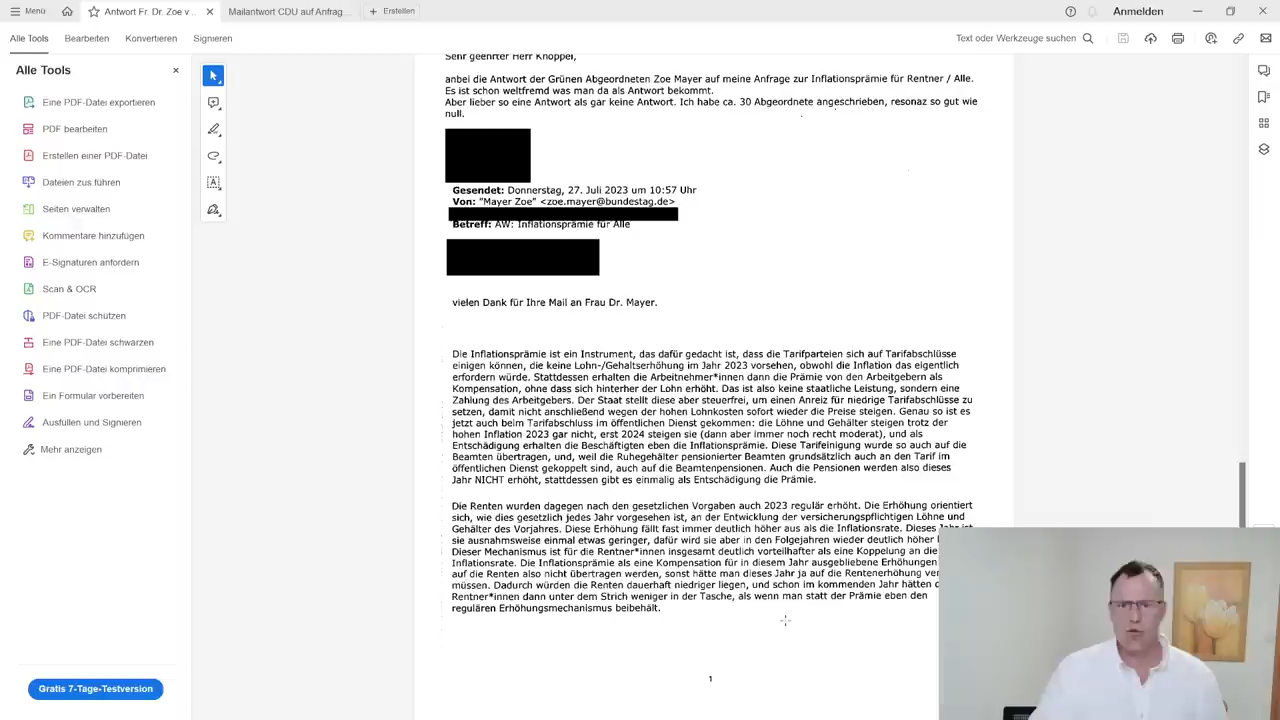 Menü
Antwort Fr. Dr. Zoe v...
Mailantwort CDU auf Anfrag...
Erstellen
Anmelden
Alle Tools
Bearbeiten
Konvertieren
Signieren
Text oder Werkzeuge suchen
Alle Tools
Eine PDF-Datei exportieren
PDF bearbeiten
Erstellen einer PDF-Datei
Dateien zus.führen
Seiten verwalten
Kommentare hinzufügen
E-Signaturen anfordern
Scan & OCR
PDF-Datei schützen
Eine PDF-Datei schwärzen
Eine PDF-Datei komprimieren
Ein Formular vorbereiten
Ausfüllen und Signieren
Mehr anzeigen
Gratis 7-Tage-Testversion
Sehr geehrter Herr Knöppel,
anbei die Antwort der Grünen Abgeordneten Zoe Mayer auf meine Anfrage zur Inflationsprämie für Rentner / Alle.
Es ist schon weltfremd was man da als Antwort bekommt.
Aber lieber so eine Antwort als gar keine Antwort. Ich habe ca. 30 Abgeordnete angeschrieben, resonaz so gut wie
null.
Gesendet: Donnerstag, 27. Juli 2023 um 10:57 Uhr
Von: "Mayer Zoe" <zoe.mayer@bundestag.de>
Betreff: AW: Inflationsprämie für Alle
vielen Dank für Ihre Mail an Frau Dr. Mayer.
Die Inflationsprämie ist ein Instrument, das dafür gedacht ist, dass die Tarifparteien sich auf Tarifabschlüsse
einigen können, die keine Lohn-/Gehaltserhöhung im Jahr 2023 vorsehen, obwohl die Inflation das eigentlich
erfordern würde. Stattdessen erhalten die Arbeitnehmer*innen dann die Prämie von den Arbeitgebern als
Kompensation, ohne dass sich hinterher der Lohn erhöht. Das ist also keine staatliche Leistung, sondern eine
Zahlung des Arbeitgebers. Der Staat stellt diese aber steuerfrei, um einen Anreiz für niedrige Tarifabschlüsse zu
setzen, damit nicht anschließend wegen der hohen Lohnkosten sofort wieder die Preise steigen. Genau so ist es
jetzt auch beim Tarifabschluss im öffentlichen Dienst gekommen: die Löhne und Gehälter steigen trotz der
hohen Inflation 2023 gar nicht, erst 2024 steigen sie (dann aber immer noch recht moderat), und als
Entschädigung erhalten die Beschäftigten eben die Inflationsprämie. Diese Tarifeinigung wurde so auch auf die
Beamten übertragen, und, weil die Ruhegehälter pensionierter Beamten grundsätzlich auch an den Tarif im
öffentlichen Dienst gekoppelt sind, auch auf die Beamtenpensionen. Auch die Pensionen werden also dieses
Jahr NICHT erhöht, stattdessen gibt es einmalig als Entschädigung die Prämie.
Die Renten wurden dagegen nach den gesetzlichen Vorgaben auch 2023 regulär erhöht. Die Erhöhung orientiert
sich, wie dies gesetzlich jedes Jahr vorgesehen ist, an der Entwicklung der versicherungspflichtigen Löhne und
Gehälter des Vorjahres. Diese Erhöhung fällt fast immer deutlich höher aus als die Inflationsrate. Dieses Jahr ist
sie ausnahmsweise einmal etwas geringer, dafür wird sie aber in den Folgejahren wieder deutlich höher
Dieser Mechanismus ist für die Rentner*innen insgesamt deutlich vorteilhafter als eine Koppelung an die
Inflationsrate. Die Inflationsprämie als eine Kompensation für in diesem Jahr ausgebliebene Erhöhungen
auf die Renten also nicht übertragen werden, sonst hätte man dieses Jahr ja auf die Rentenerhöhung
müssen. Dadurch würden die Renten dauerhaft niedriger liegen, und schon im kommenden Jahr hätten
Rentner*innen dann unter dem Strich weniger in der Tasche, als wenn man statt der Prämie eben den
regulären Erhöhungsmechanismus beibehält.
1